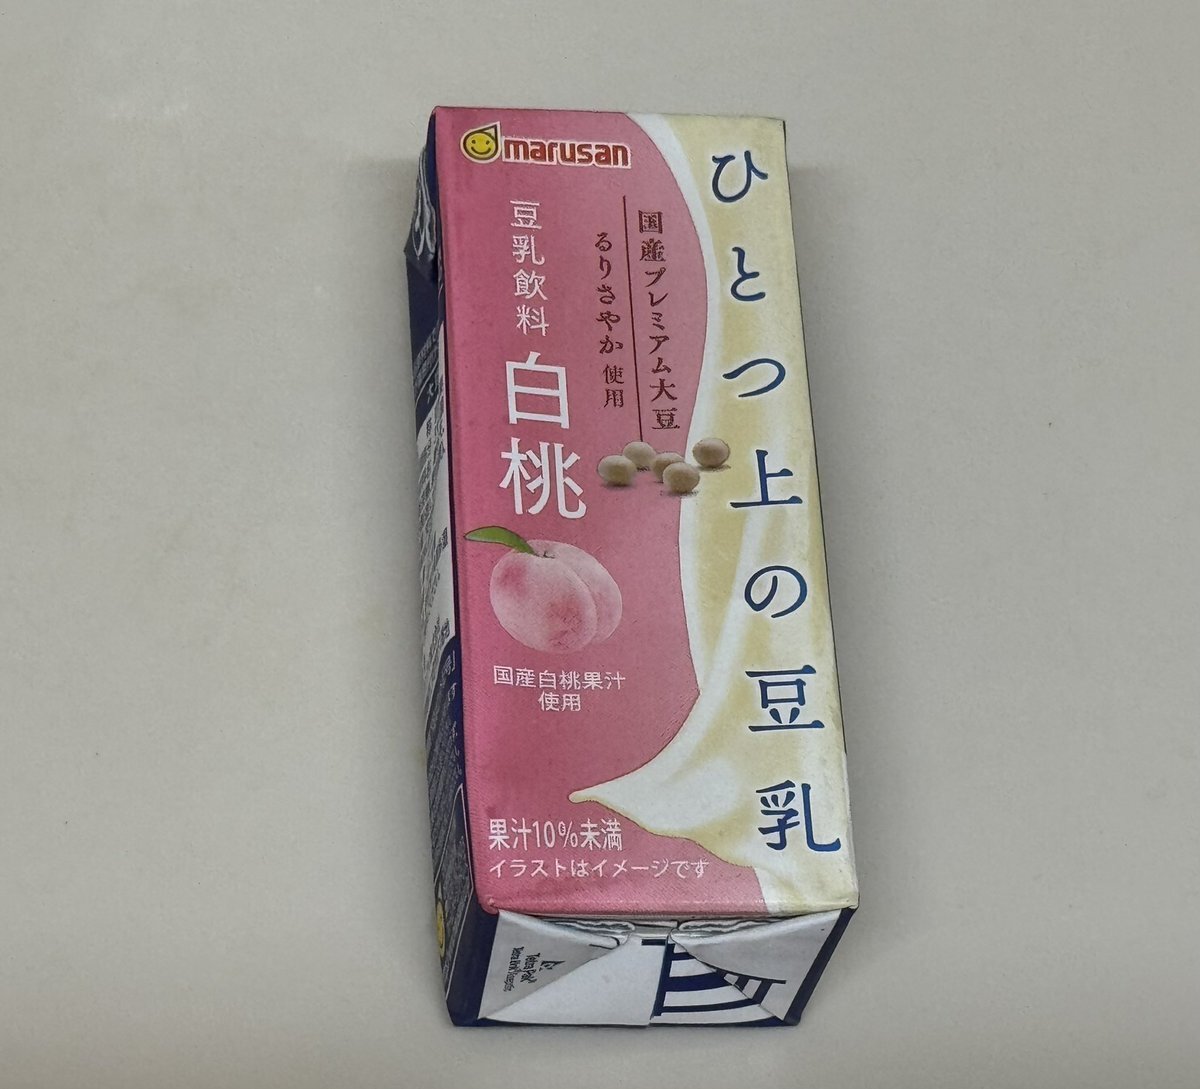 marusan
ひとつ上の豆乳
国産プレミアム大豆
るりさやか使用
豆乳飲料
白桃
国産白桃果汁
使用
果汁10%未満
イラストはイメージです
Tetra Pak